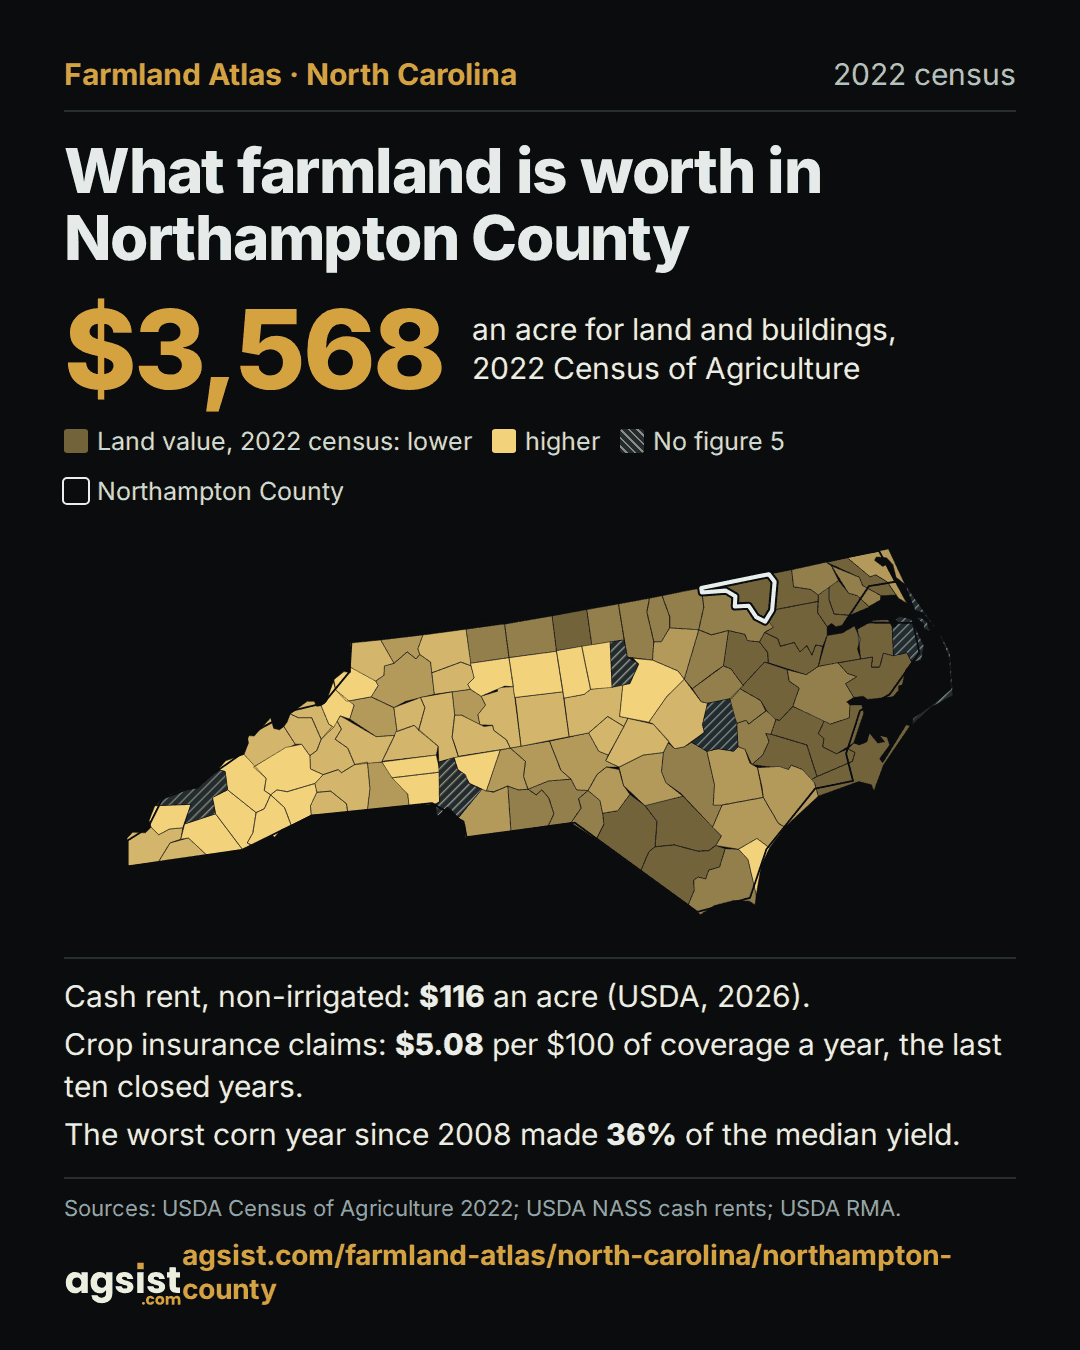 Farmland Atlas · North Carolina
2022 census
What farmland is worth in
Northampton County
$3,568
an acre for land and buildings,
2022 Census of Agriculture
Land value, 2022 census: lower
higher
No figure 5
Northampton County
Cash rent, non-irrigated: $116 an acre (USDA, 2026).
Crop insurance claims: $5.08 per $100 of coverage a year, the last
ten closed years.
The worst corn year since 2008 made 36% of the median yield.
Sources: USDA Census of Agriculture 2022; USDA NASS cash rents; USDA RMA.
agsist.com
agsist.com/farmland-atlas/north-carolina/northampton-
county